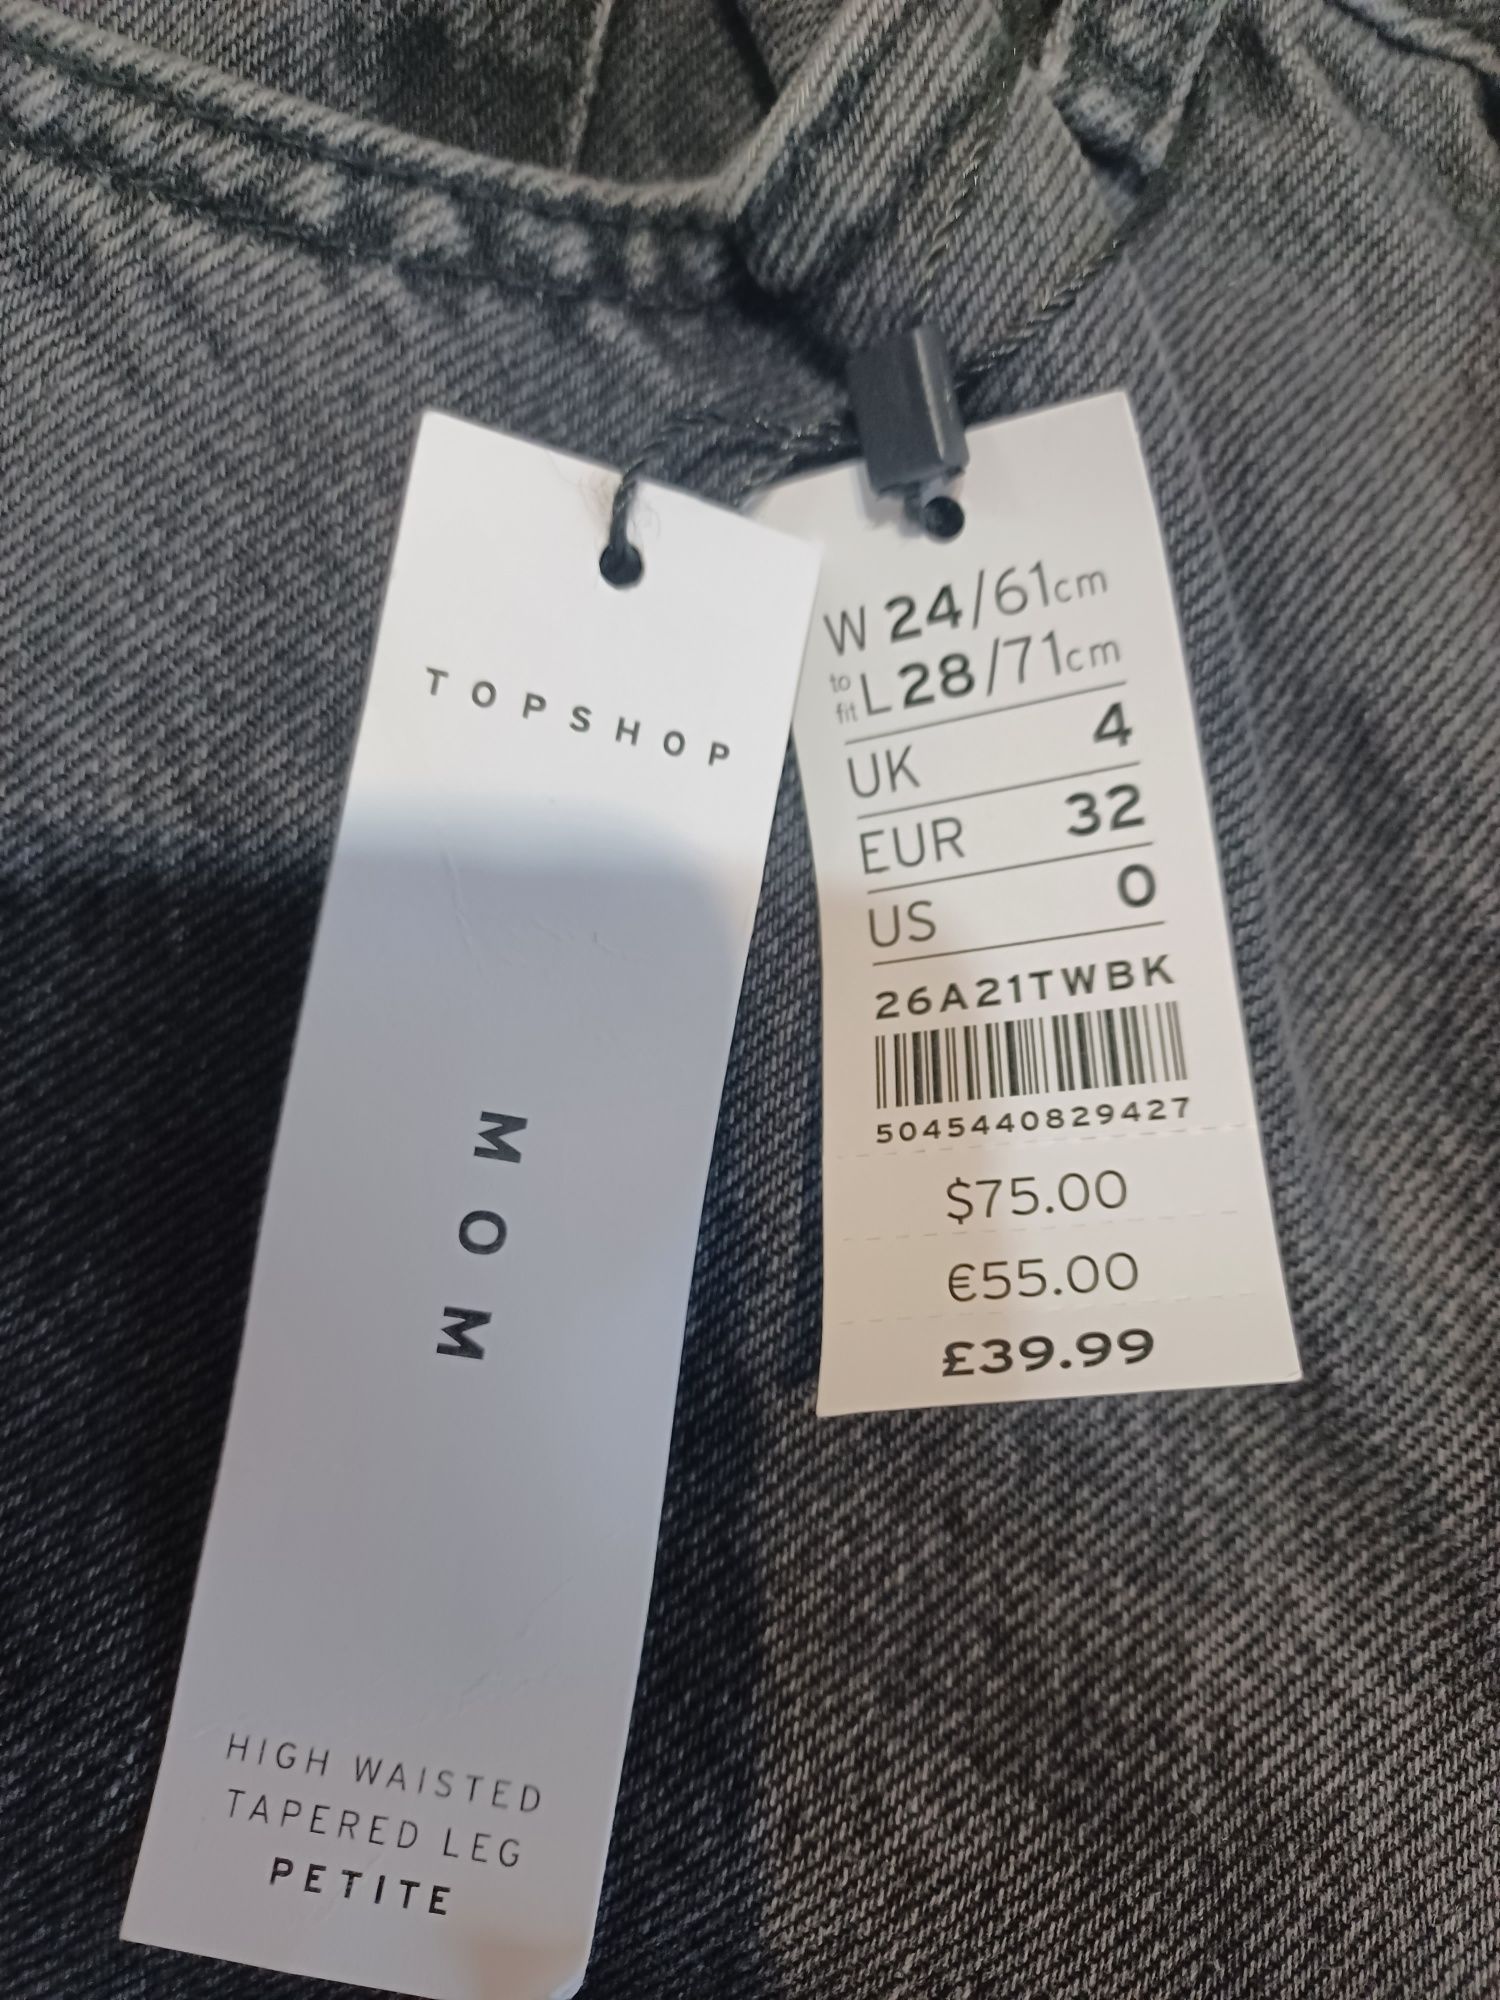 TOPSHOP
MOM
HIGH WAISTED
TAPERED LEG
PETITE
W 24/61cm
to fit L28/71cm
UK 4
EUR 32
US 0
26A21TWBK
5045440829427
$75.00
€55.00
£39.99